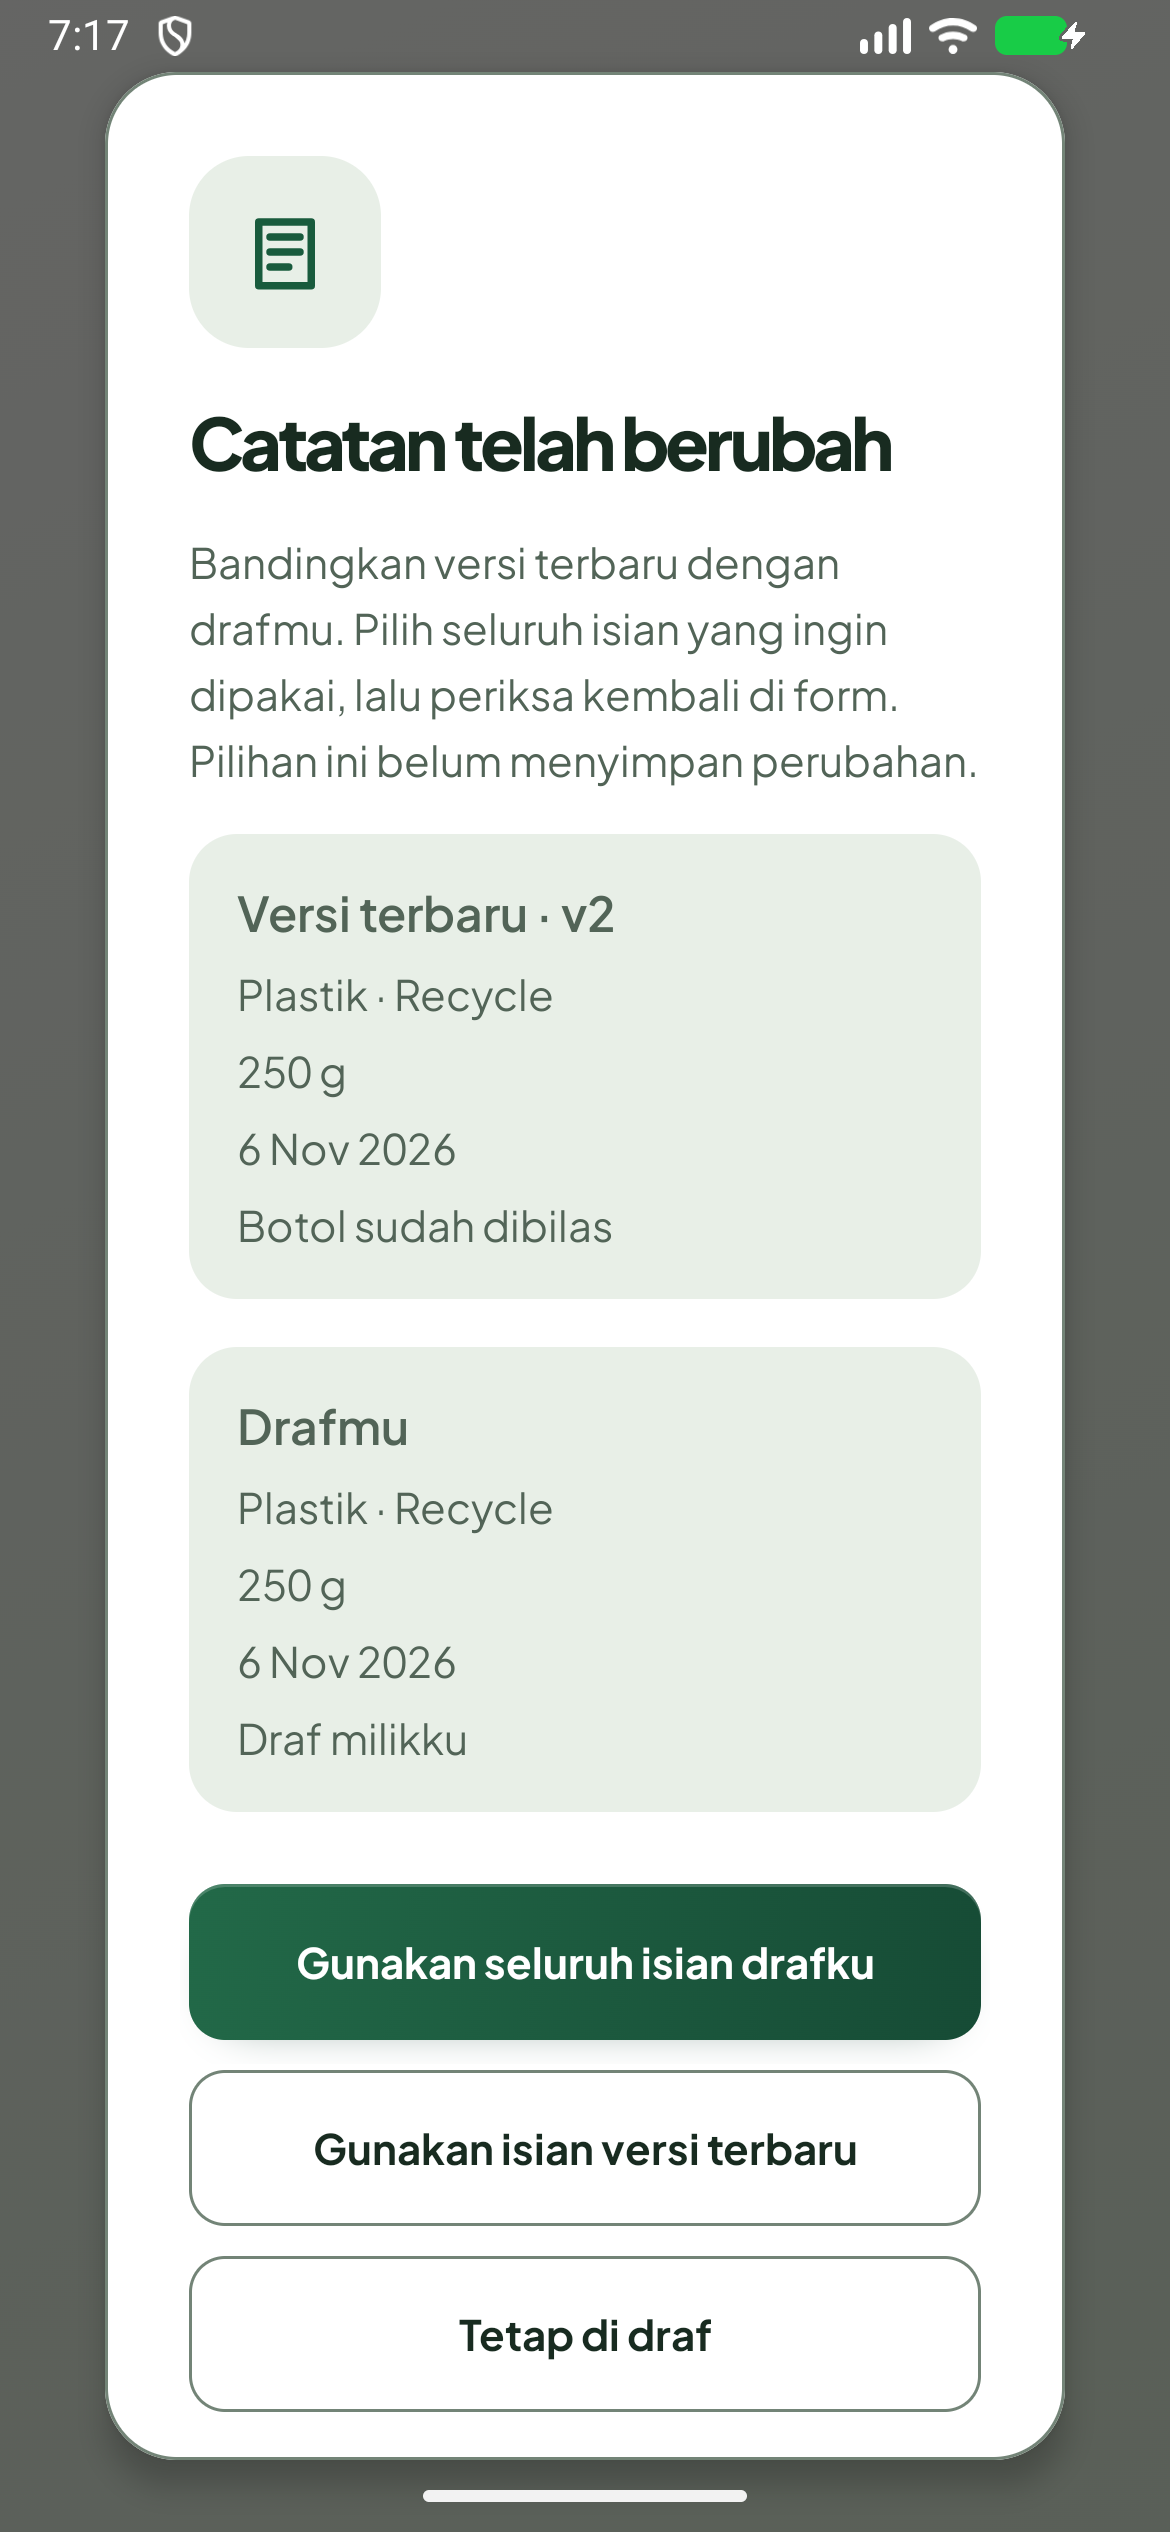 7:17
Catatan telah berubah
Bandingkan versi terbaru dengan
drafmu. Pilih seluruh isian yang ingin
dipakai, lalu periksa kembali di form.
Pilihan ini belum menyimpan perubahan.
Versi terbaru · v2
Plastik · Recycle
250 g
6 Nov 2026
Botol sudah dibilas
Drafmu
Plastik · Recycle
250 g
6 Nov 2026
Draf milikku
Gunakan seluruh isian drafku
Gunakan isian versi terbaru
Tetap di draf